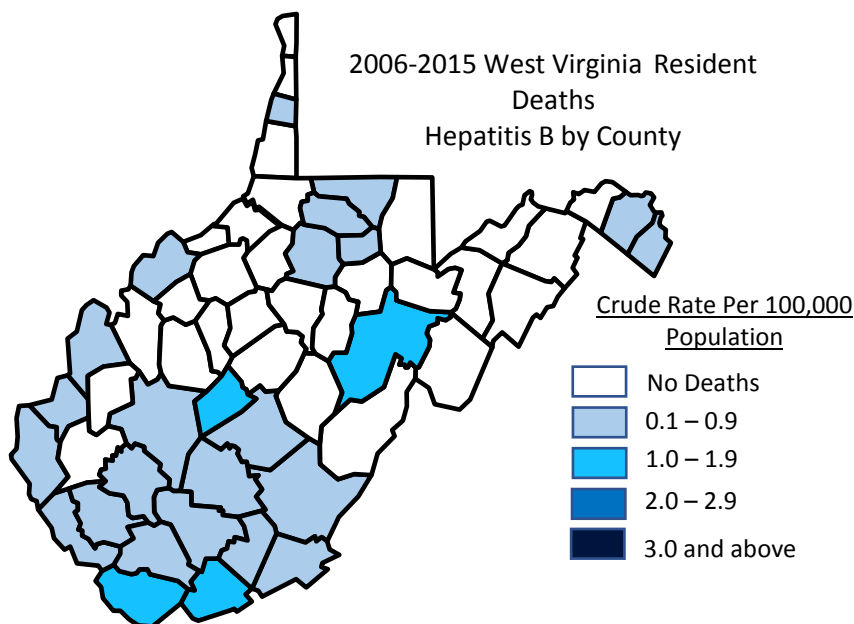 2006-2015 West Virginia Resident
Deaths
Hepatitis B by County
Crude Rate Per 100,000
Population
No Deaths
0.1 – 0.9
1.0 – 1.9
2.0 – 2.9
3.0 and above